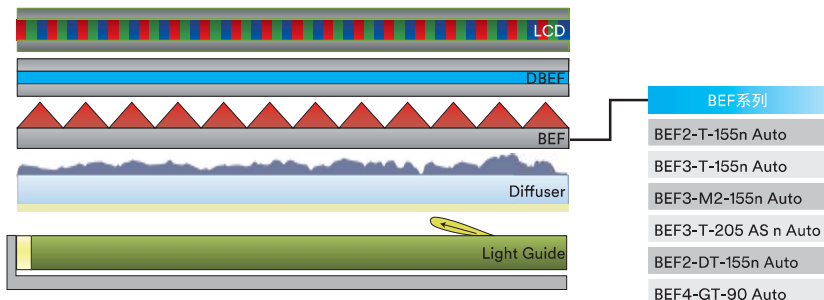 LCD
DBEF
BEF
Diffuser
Light Guide
BEF系列
BEF2-T-155n Auto
BEF3-T-155n Auto
BEF3-M2-155n Auto
BEF3-T-205 AS n Auto
BEF2-DT-155n Auto
BEF4-GT-90 Auto